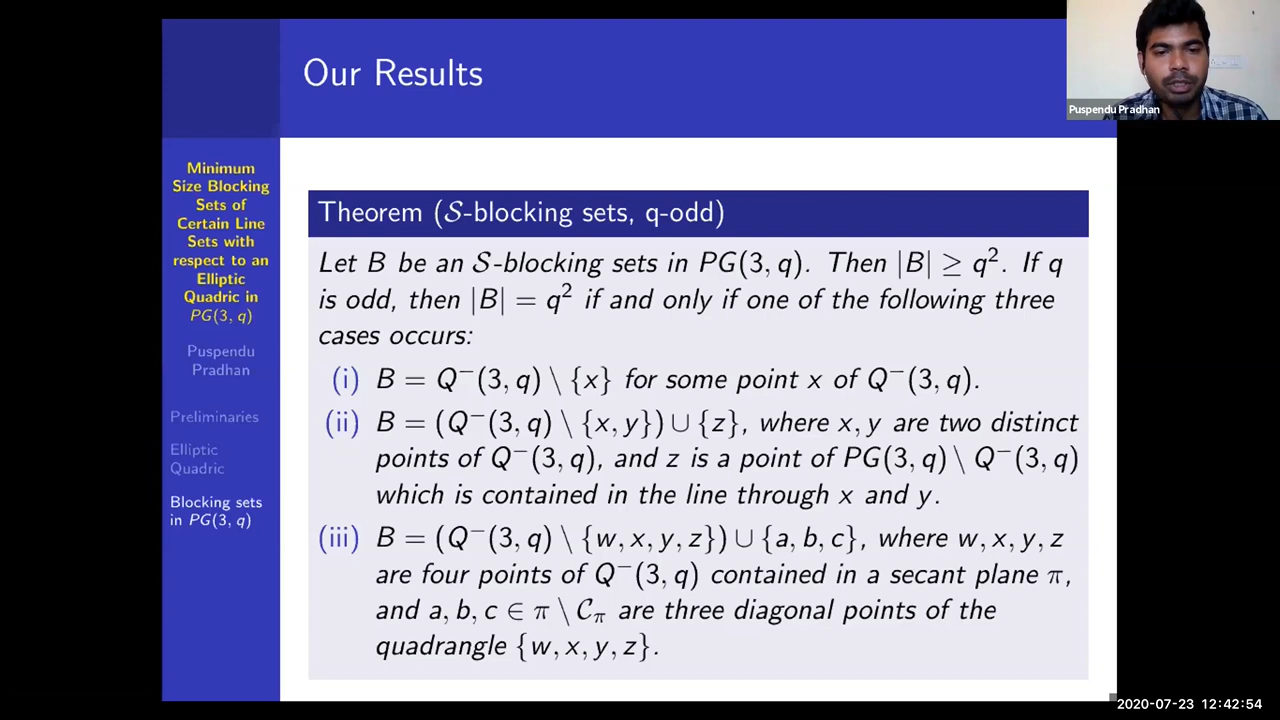 Our Results
Puspendu Pradhan
Minimum
Size Blocking
Sets of
Certain Line
Sets with
respect to an
Elliptic
Quadric in
PG(3, q)
Puspendu
Pradhan
Preliminaries
Elliptic
Quadric
Blocking sets
in PG(3, q)
Theorem (𝒮-blocking sets, q-odd)
Let B be an 𝒮-blocking sets in PG(3, q). Then |B| ≥ q². If q
is odd, then |B| = q² if and only if one of the following three
cases occurs:
(i) B = Q⁻(3, q) \ {x} for some point x of Q⁻(3, q).
(ii) B = (Q⁻(3, q) \ {x, y}) ∪ {z}, where x, y are two distinct
points of Q⁻(3, q), and z is a point of PG(3, q) \ Q⁻(3, q)
which is contained in the line through x and y.
(iii) B = (Q⁻(3, q) \ {w, x, y, z}) ∪ {a, b, c}, where w, x, y, z
are four points of Q⁻(3, q) contained in a secant plane π,
and a, b, c ∈ π \ 𝒞π are three diagonal points of the
quadrangle {w, x, y, z}.
2020-07-23 12:42:54